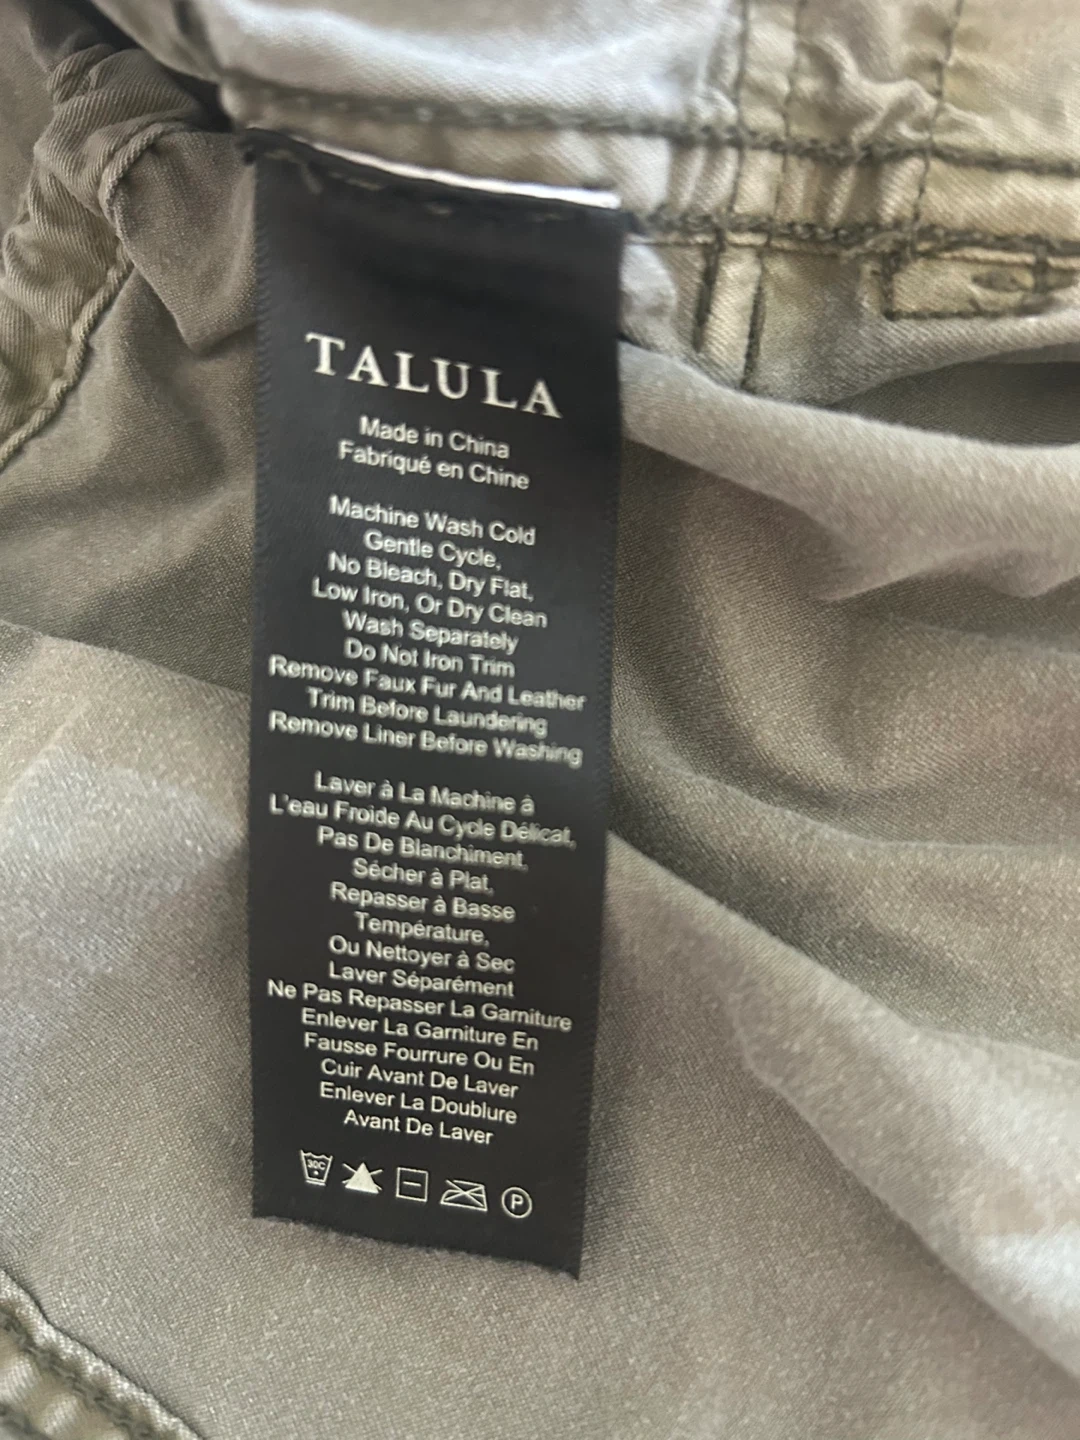 TALULA
Made in China
Fabriqué en Chine
Machine Wash Cold
Gentle Cycle,
No Bleach, Dry Flat,
Low Iron, Or Dry Clean
Wash Separately
Do Not Iron Trim
Remove Faux Fur And Leather
Trim Before Laundering
Remove Liner Before Washing
Laver à La Machine à
L'eau Froide Au Cycle Délicat,
Pas De Blanchiment,
Sécher à Plat,
Repasser à Basse
Température,
Ou Nettoyer à Sec
Laver Séparément
Ne Pas Repasser La Garniture
Enlever La Garniture En
Fausse Fourrure Ou En
Cuir Avant De Laver
Enlever La Doublure
Avant De Laver
30C P